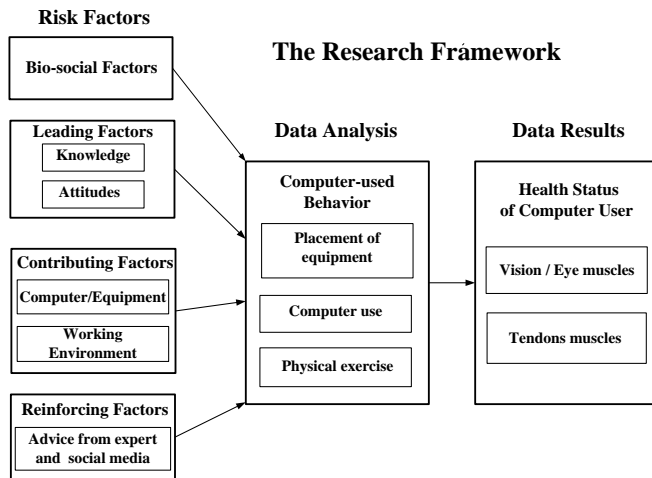 Risk Factors
The Research Framework
Bio-social Factors
Leading Factors
Knowledge
Attitudes
Contributing Factors
Computer/Equipment
Working
Environment
Reinforcing Factors
Advice from expert
and social media
Data Analysis
Computer-used
Behavior
Placement of
equipment
Computer use
Physical exercise
Data Results
Health Status
of Computer User
Vision / Eye muscles
Tendons muscles